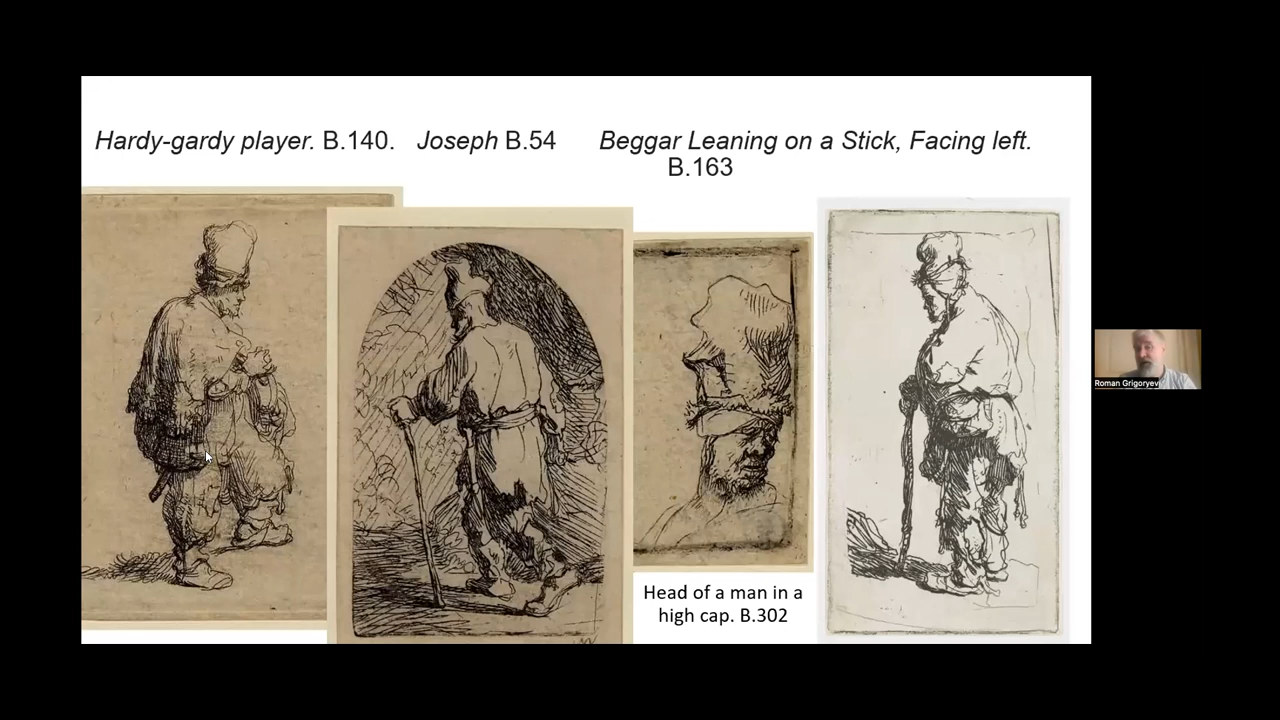 Hardy-gardy player. B.140.
Joseph B.54
Beggar Leaning on a Stick, Facing left.
B.163
Head of a man in a
high cap. B.302
Roman Grigoryev